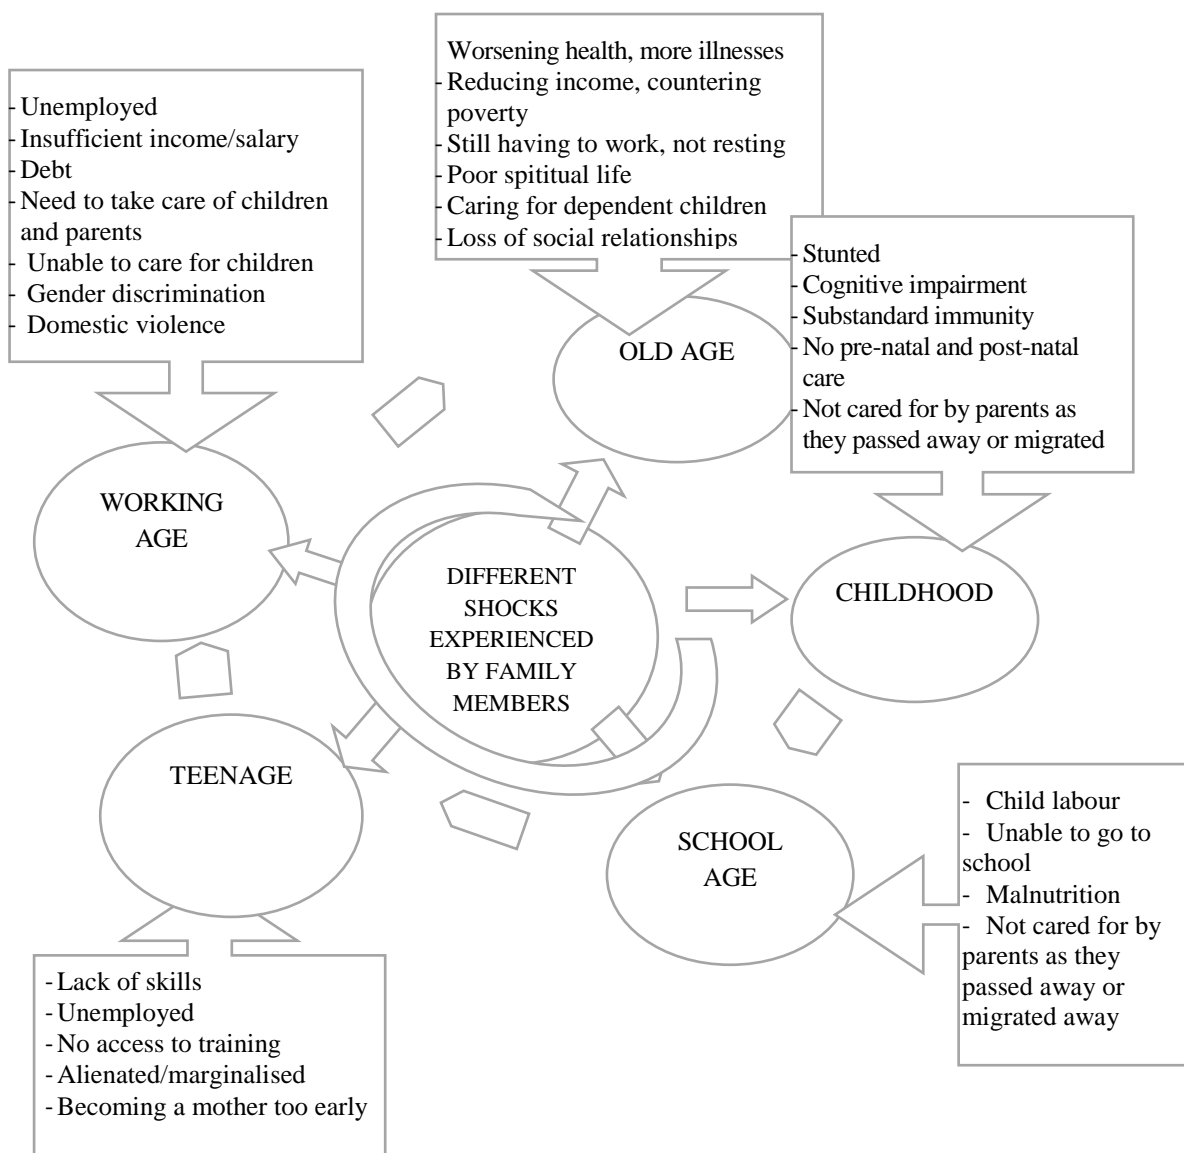 Worsening health, more illnesses
- Reducing income, countering
poverty
- Still having to work, not resting
- Poor spititual life
- Caring for dependent children
- Loss of social relationships
- Unemployed
- Insufficient income/salary
- Debt
- Need to take care of children
and parents
- Unable to care for children
- Gender discrimination
- Domestic violence
- Stunted
- Cognitive impairment
- Substandard immunity
- No pre-natal and post-natal
care
- Not cared for by parents as
they passed away or migrated
OLD AGE
WORKING
AGE
DIFFERENT
SHOCKS
EXPERIENCED
BY FAMILY
MEMBERS
CHILDHOOD
TEENAGE
SCHOOL
AGE
- Child labour
- Unable to go to
school
- Malnutrition
- Not cared for by
parents as they
passed away or
migrated away
- Lack of skills
- Unemployed
- No access to training
- Alienated/marginalised
- Becoming a mother too early